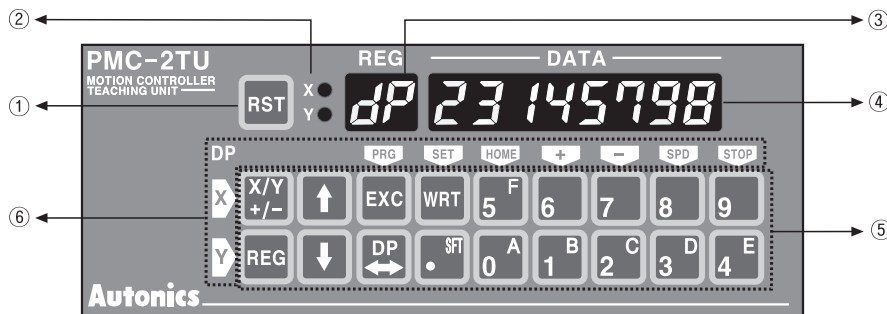 ② ③
PMC-2TU REG DATA
MOTION CONTROLLER
TEACHING UNIT
① RST X Y dP 23145798 ④
DP PRG SET HOME + - SPD STOP
X X/Y +/- ↑ EXC WRT 5 F 6 7 8 9
⑥ ⑤
Y REG ↓ DP ↔ • SFT 0 A 1 B 2 C 3 D 4 E
Autonics